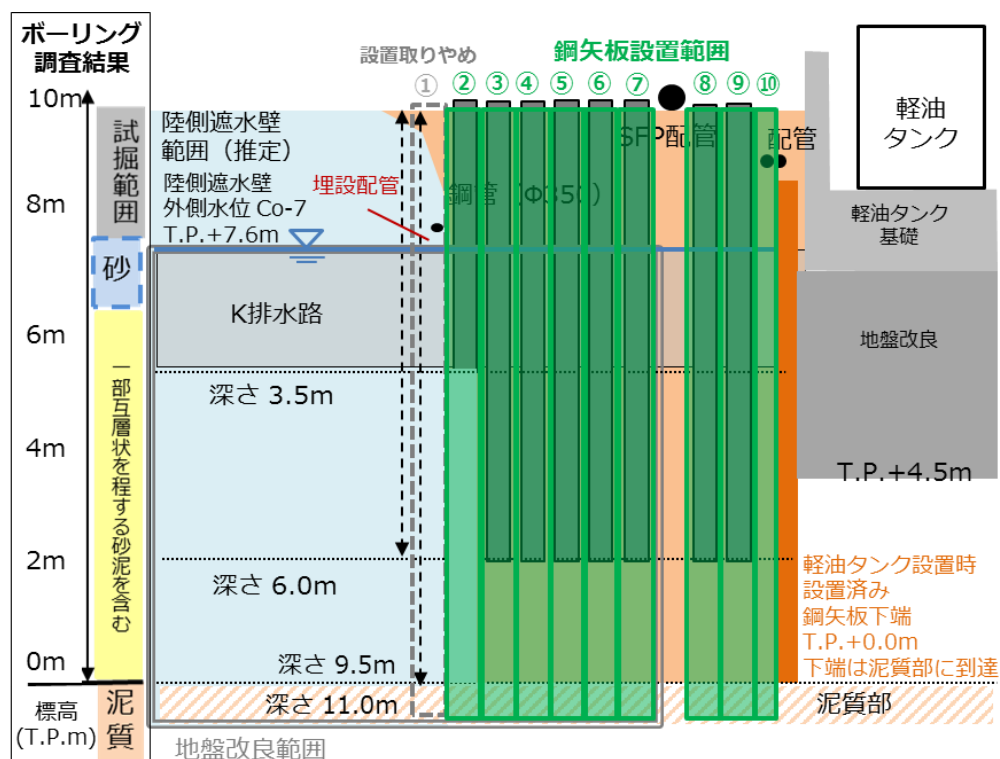 ボーリング
調査結果
10m
8m
6m
4m
2m
0m
標高
(T.P.m)
試掘範囲
砂
一部互層状を程する砂泥を含む
泥質
設置取りやめ
鋼矢板設置範囲
① ② ③ ④ ⑤ ⑥ ⑦ ⑧ ⑨ ⑩
陸側遮水壁
範囲（推定）
陸側遮水壁
外側水位 Co-7
T.P.+7.6m
埋設配管
鋼管（Φ350）
SFP配管
配管
軽油
タンク
軽油タンク
基礎
地盤改良
T.P.+4.5m
K排水路
深さ 3.5m
深さ 6.0m
深さ 9.5m
深さ 11.0m
軽油タンク設置時
設置済み
鋼矢板下端
T.P.+0.0m
下端は泥質部に到達
泥質部
地盤改良範囲